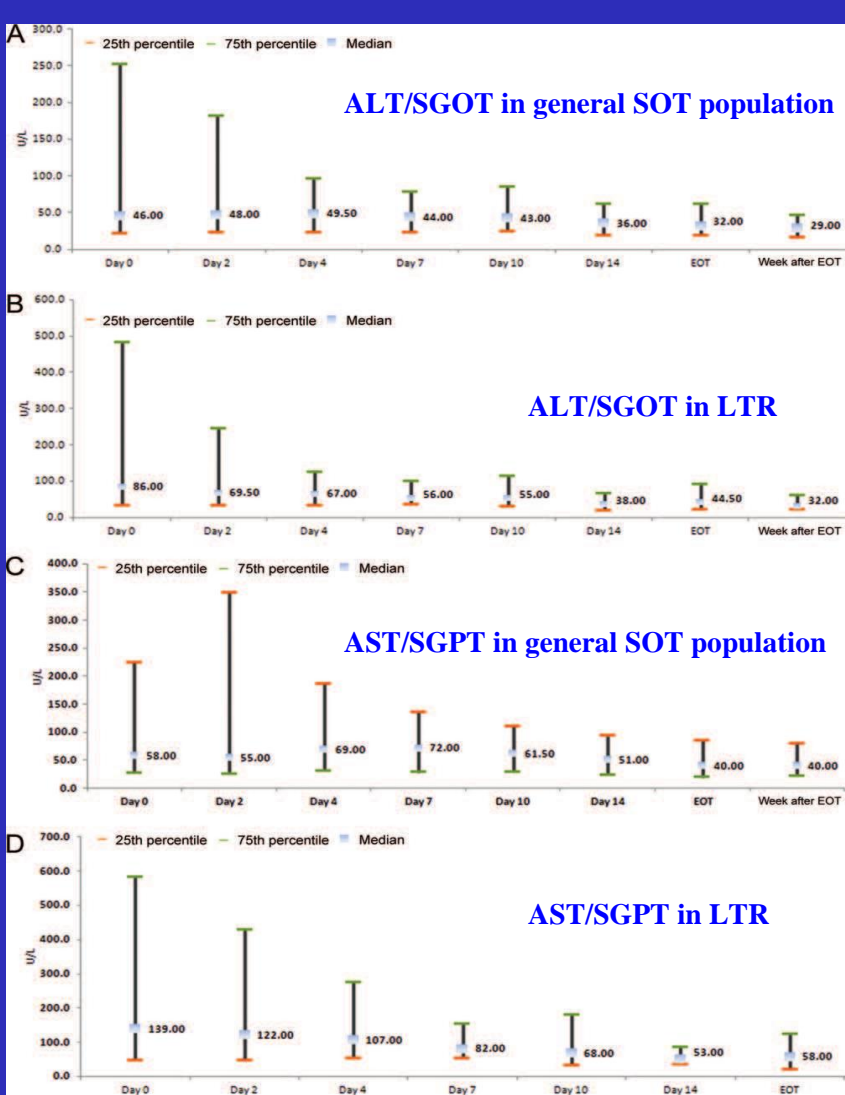 A
300.0
25th percentile 75th percentile Median
250.0
ALT/SGOT in general SOT population
200.0
150.0
U/L
100.0
50.0
46.00 48.00 49.50 44.00 43.00 36.00 32.00 29.00
0.0
Day 0 Day 2 Day 4 Day 7 Day 10 Day 14 EOT Week after EOT
B
600.0
25th percentile 75th percentile Median
500.0
400.0
ALT/SGOT in LTR
300.0
U/L
200.0
100.0
86.00 69.50 67.00 56.00 55.00 38.00 44.50 32.00
0.0
Day 0 Day 2 Day 4 Day 7 Day 10 Day 14 EOT Week after EOT
C
400.0
25th percentile 75th percentile Median
350.0
300.0
AST/SGPT in general SOT population
250.0
200.0
U/L
150.0
100.0
50.0
58.00 55.00 69.00 72.00 61.50 51.00 40.00 40.00
0.0
Day 0 Day 2 Day 4 Day 7 Day 10 Day 14 EOT Week after EOT
D
700.0
25th percentile 75th percentile Median
600.0
500.0
AST/SGPT in LTR
400.0
U/L
300.0
200.0
100.0
139.00 122.00 107.00 82.00 68.00 53.00 58.00
0.0
Day 0 Day 2 Day 4 Day 7 Day 10 Day 14 EOT